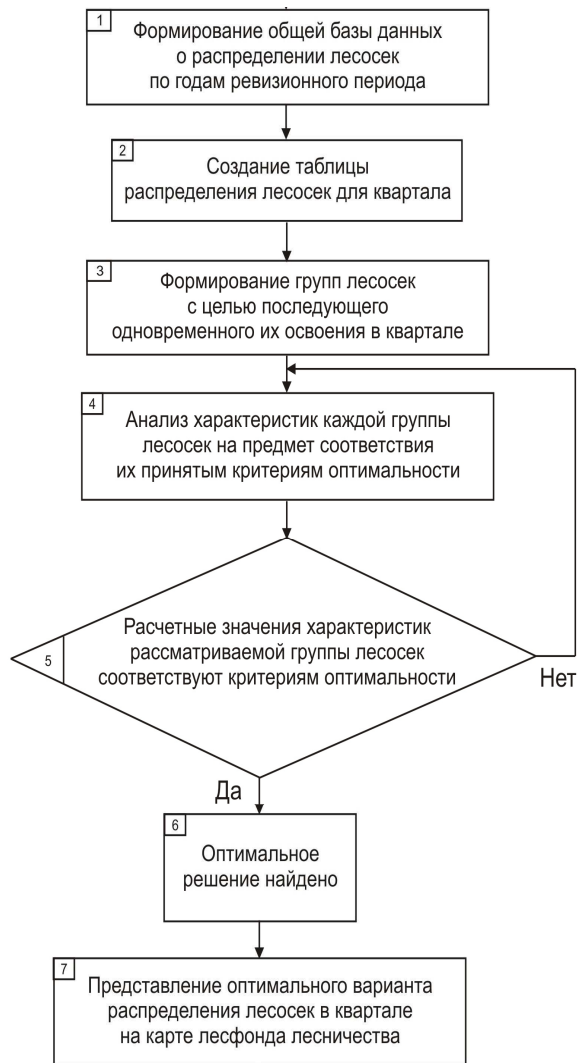 1
Формирование общей базы данных
о распределении лесосек
по годам ревизионного периода
2
Создание таблицы
распределения лесосек для квартала
3
Формирование групп лесосек
с целью последующего
одновременного их освоения в квартале
4
Анализ характеристик каждой группы
лесосек на предмет соответствия
их принятым критериям оптимальности
5
Расчетные значения характеристик
рассматриваемой группы лесосек
соответствуют критериям оптимальности
Нет
Да
6
Оптимальное
решение найдено
7
Представление оптимального варианта
распределения лесосек в квартале
на карте лесфонда лесничества